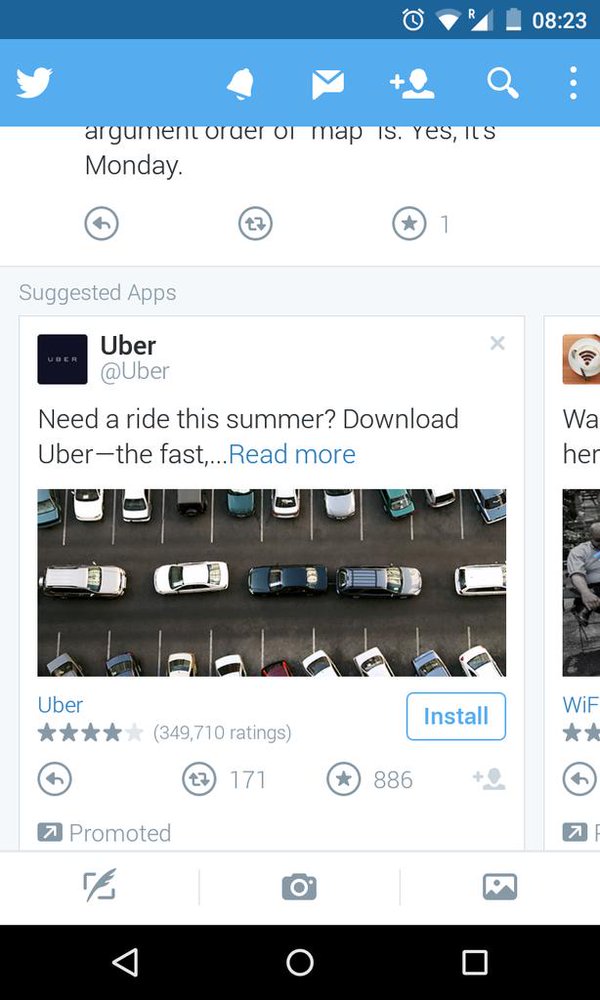 R
08:23
argument order of "map" is. Yes, it's
Monday.
1
Suggested Apps
UBER
Uber
@Uber
Need a ride this summer? Download
Uber—the fast,...Read more
Wa
her
Uber
(349,710 ratings)
Install
WiF
171
886
Promoted